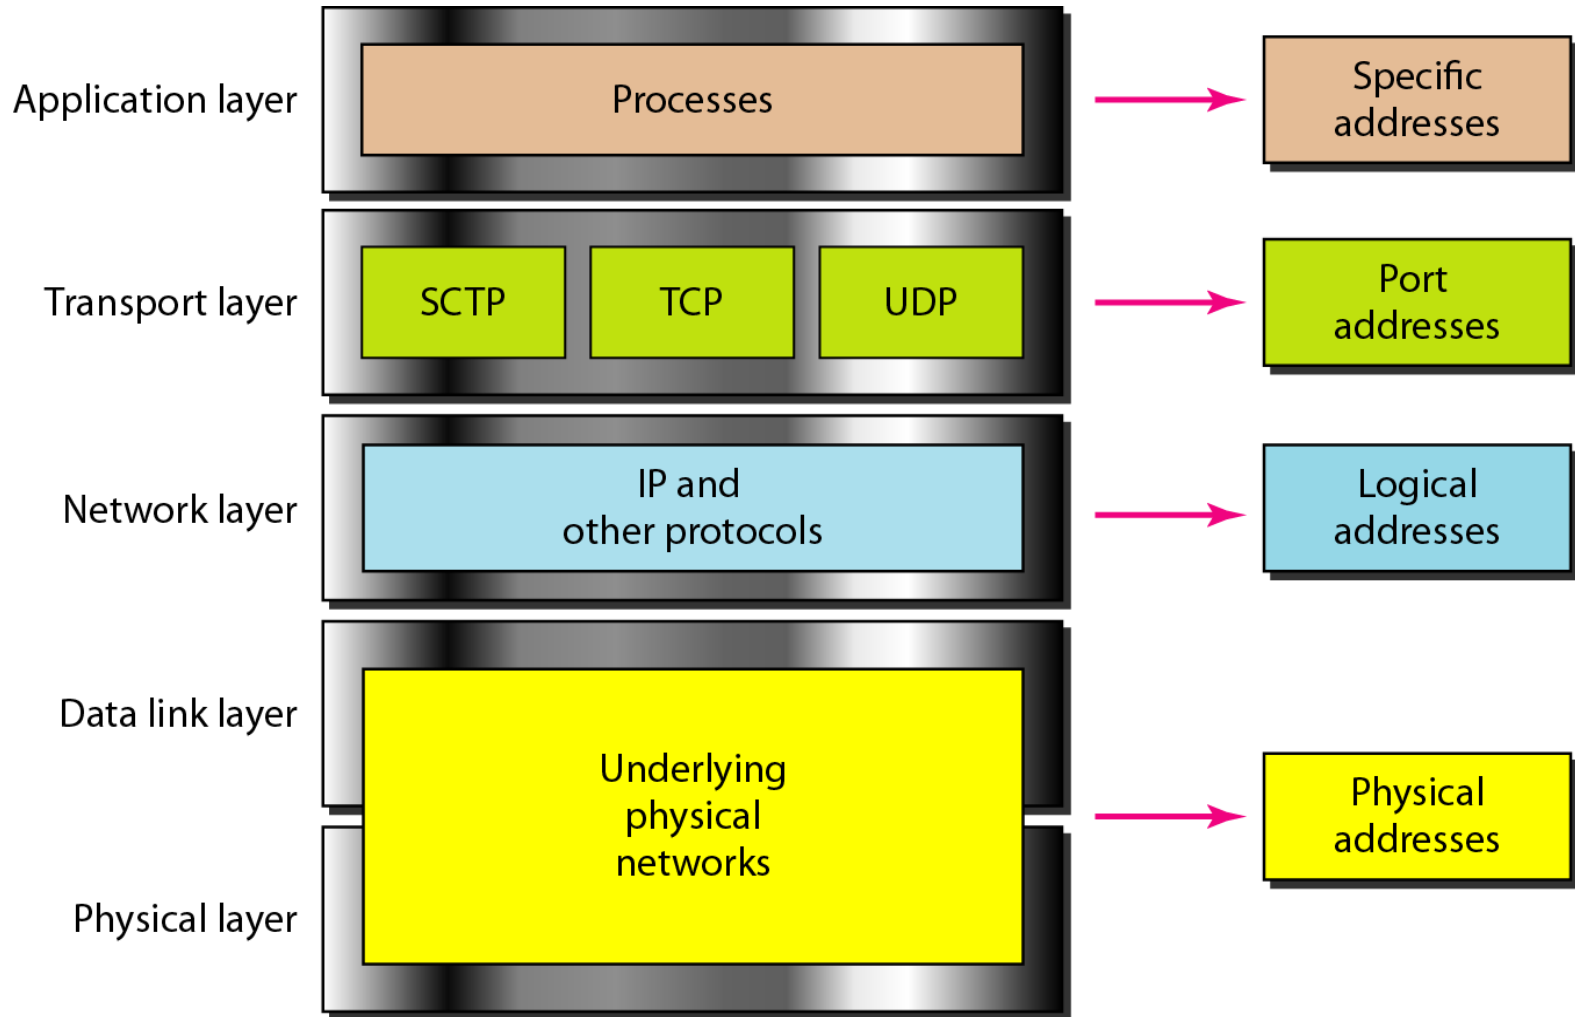 Application layer
Processes
Specific
addresses
Transport layer
SCTP
TCP
UDP
Port
addresses
Network layer
IP and
other protocols
Logical
addresses
Data link layer
Underlying
physical
networks
Physical
addresses
Physical layer